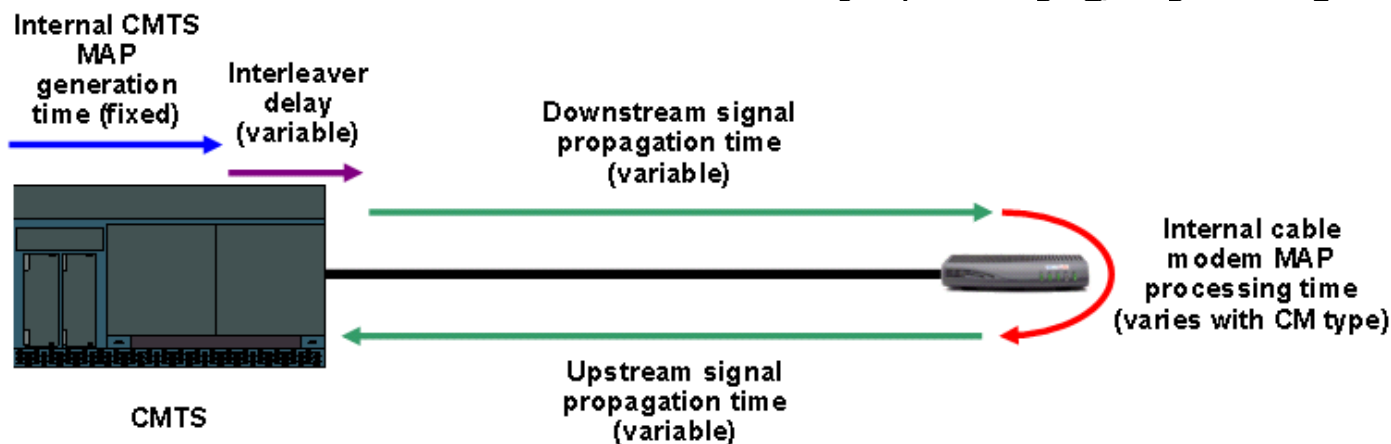 Internal CMTS
MAP
generation
time (fixed)
Interleaver
delay
(variable)
Downstream signal
propagation time
(variable)
Internal cable
modem MAP
processing time
(varies with CM type)
Upstream signal
propagation time
(variable)
CMTS